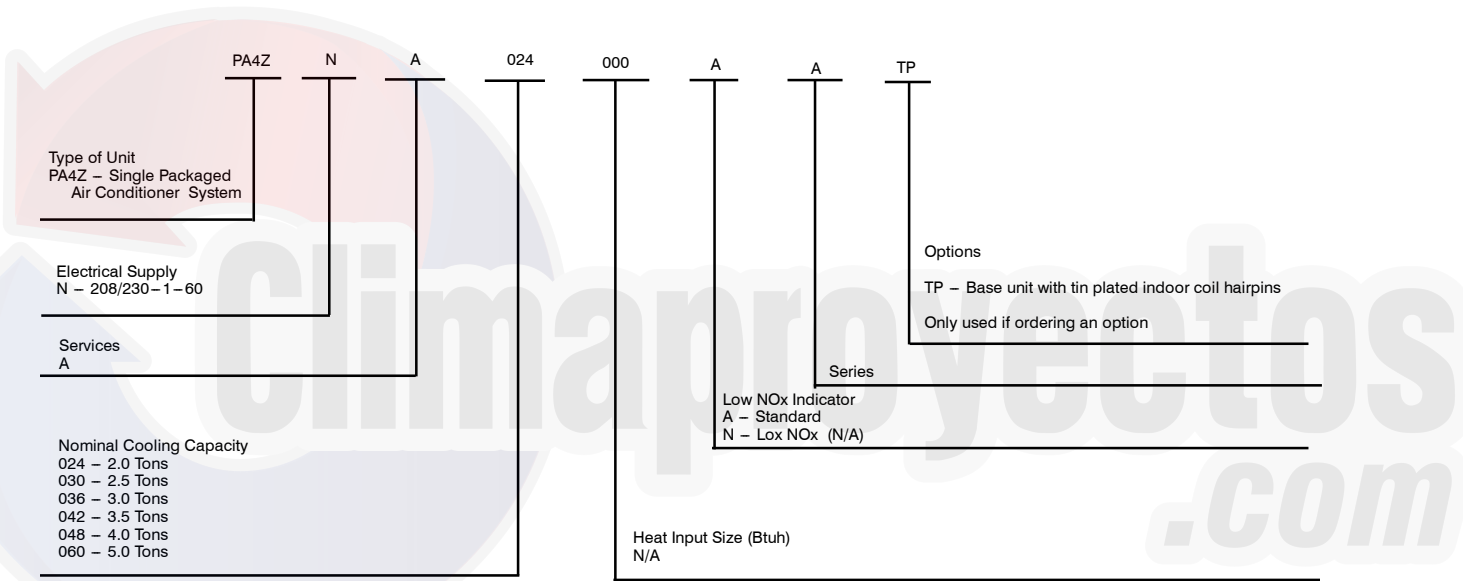 PA4Z N A 024 000 A A TP
Type of Unit
PA4Z – Single Packaged
Air Conditioner System
Electrical Supply
N – 208/230–1–60
Services
A
Nominal Cooling Capacity
024 – 2.0 Tons
030 – 2.5 Tons
036 – 3.0 Tons
042 – 3.5 Tons
048 – 4.0 Tons
060 – 5.0 Tons
Options
TP – Base unit with tin plated indoor coil hairpins
Only used if ordering an option
Series
Low NOx Indicator
A – Standard
N – Lox NOx (N/A)
Heat Input Size (Btuh)
N/A
Climaproyectos
.com